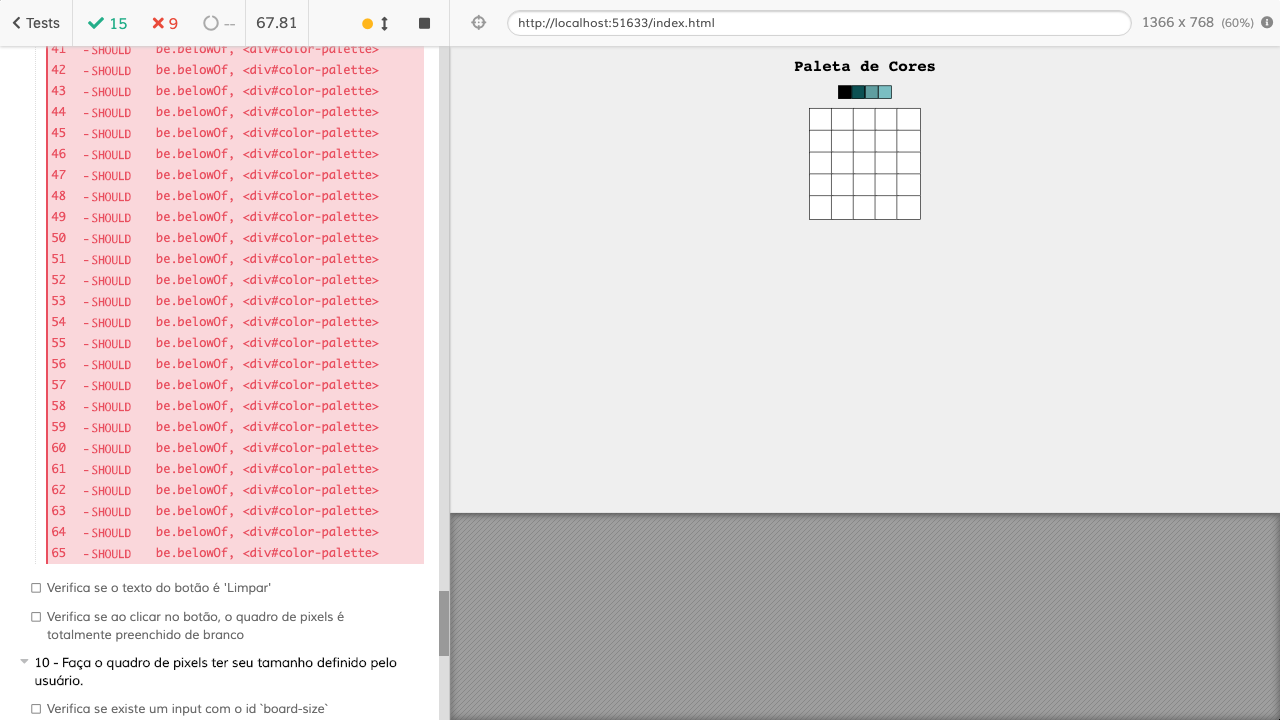 Tests 15 9 -- 67.81
http://localhost:51633/index.html 1366 x 768 (60%)
41 -SHOULD be.belowOf, <div#color-palette>
42 -SHOULD be.belowOf, <div#color-palette>
43 -SHOULD be.belowOf, <div#color-palette>
44 -SHOULD be.belowOf, <div#color-palette>
45 -SHOULD be.belowOf, <div#color-palette>
46 -SHOULD be.belowOf, <div#color-palette>
47 -SHOULD be.belowOf, <div#color-palette>
48 -SHOULD be.belowOf, <div#color-palette>
49 -SHOULD be.belowOf, <div#color-palette>
50 -SHOULD be.belowOf, <div#color-palette>
51 -SHOULD be.belowOf, <div#color-palette>
52 -SHOULD be.belowOf, <div#color-palette>
53 -SHOULD be.belowOf, <div#color-palette>
54 -SHOULD be.belowOf, <div#color-palette>
55 -SHOULD be.belowOf, <div#color-palette>
56 -SHOULD be.belowOf, <div#color-palette>
57 -SHOULD be.belowOf, <div#color-palette>
58 -SHOULD be.belowOf, <div#color-palette>
59 -SHOULD be.belowOf, <div#color-palette>
60 -SHOULD be.belowOf, <div#color-palette>
61 -SHOULD be.belowOf, <div#color-palette>
62 -SHOULD be.belowOf, <div#color-palette>
63 -SHOULD be.belowOf, <div#color-palette>
64 -SHOULD be.belowOf, <div#color-palette>
65 -SHOULD be.belowOf, <div#color-palette>
Verifica se o texto do botão é 'Limpar'
Verifica se ao clicar no botão, o quadro de pixels é
totalmente preenchido de branco
10 - Faça o quadro de pixels ter seu tamanho definido pelo
usuário.
Verifica se existe um input com o id `board-size`
Paleta de Cores